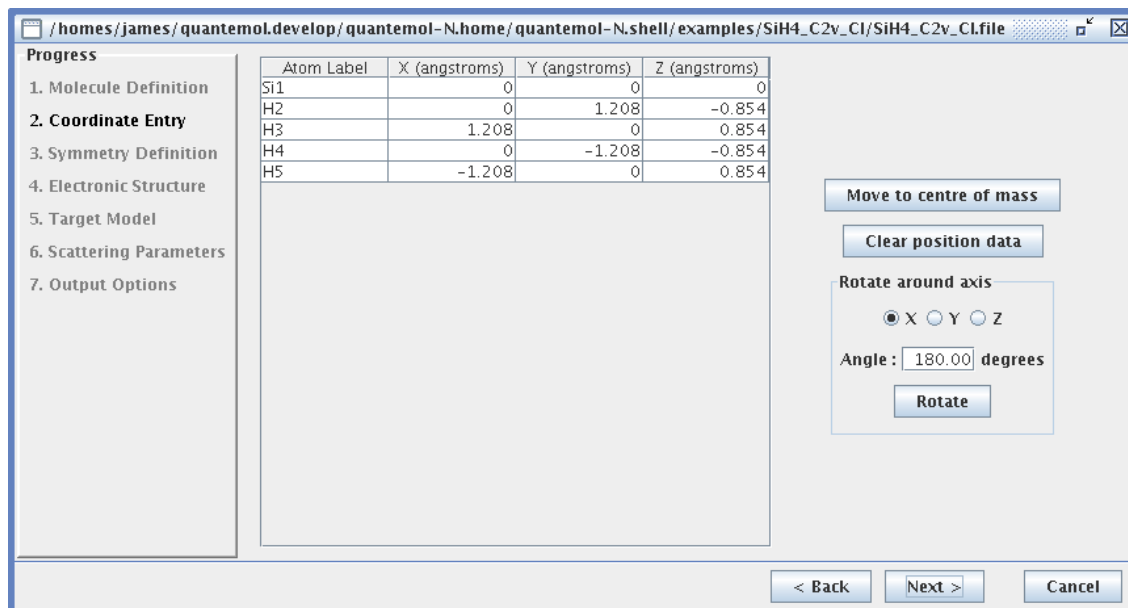 /homes/james/quantemol.develop/quantemol-N.home/quantemol-N.shell/examples/SiH4_C2v_CI/SiH4_C2v_CI.file
Progress
1. Molecule Definition
2. Coordinate Entry
3. Symmetry Definition
4. Electronic Structure
5. Target Model
6. Scattering Parameters
7. Output Options
Atom Label X (angstroms) Y (angstroms) Z (angstroms)
Si1 0 0 0
H2 0 1.208 -0.854
H3 1.208 0 0.854
H4 0 -1.208 -0.854
H5 -1.208 0 0.854
Move to centre of mass
Clear position data
Rotate around axis
X Y Z
Angle : 180.00 degrees
Rotate
< Back Next > Cancel